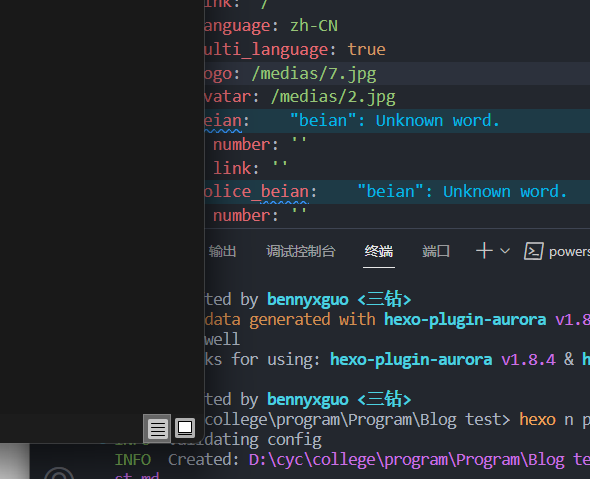 ink: /
anguage: zh-CN
ulti_language: true
ogo: /medias/7.jpg
vatar: /medias/2.jpg
eian: "beian": Unknown word.
number: ''
link: ''
olice_beian: "beian": Unknown word.
number: ''
输出 调试控制台 终端 端口 powers
ted by bennyxguo <三钻>
data generated with hexo-plugin-aurora v1.8
well
ks for using: hexo-plugin-aurora v1.8.4 & h
ted by bennyxguo <三钻>
college\program\Program\Blog test> hexo n p
INFO Validating config
INFO Created: D:\cyc\college\program\Program\Blog te
st.md